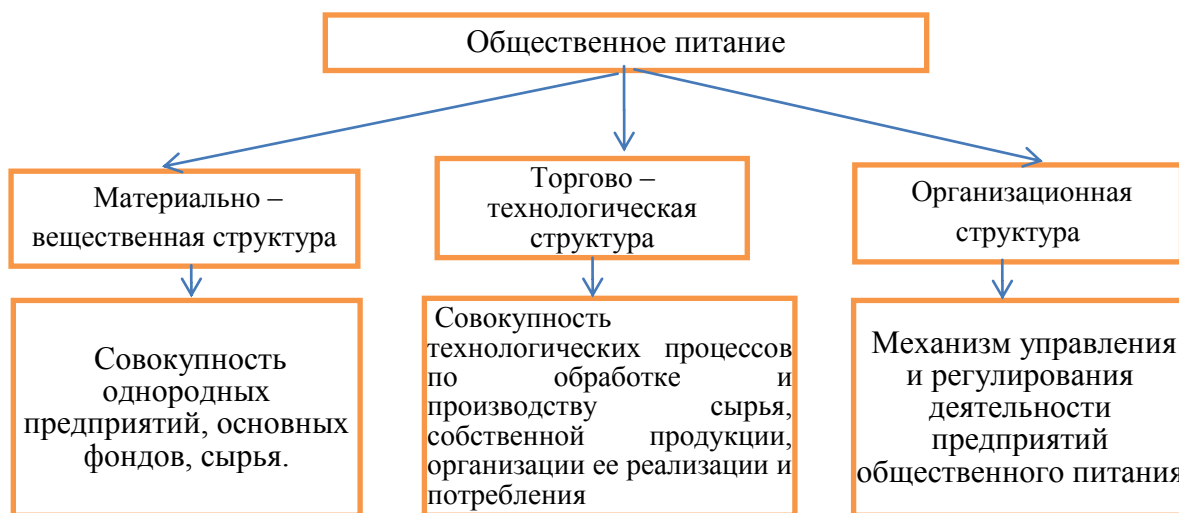 Общественное питание
Материально –
вещественная структура
Торгово –
технологическая
структура
Организационная
структура
Совокупность
однородных
предприятий, основных
фондов, сырья.
Совокупность
технологических процессов
по обработке и
производству сырья,
собственной продукции,
организации ее реализации и
потребления
Механизм управления
и регулирования
деятельности
предприятий
общественного питания